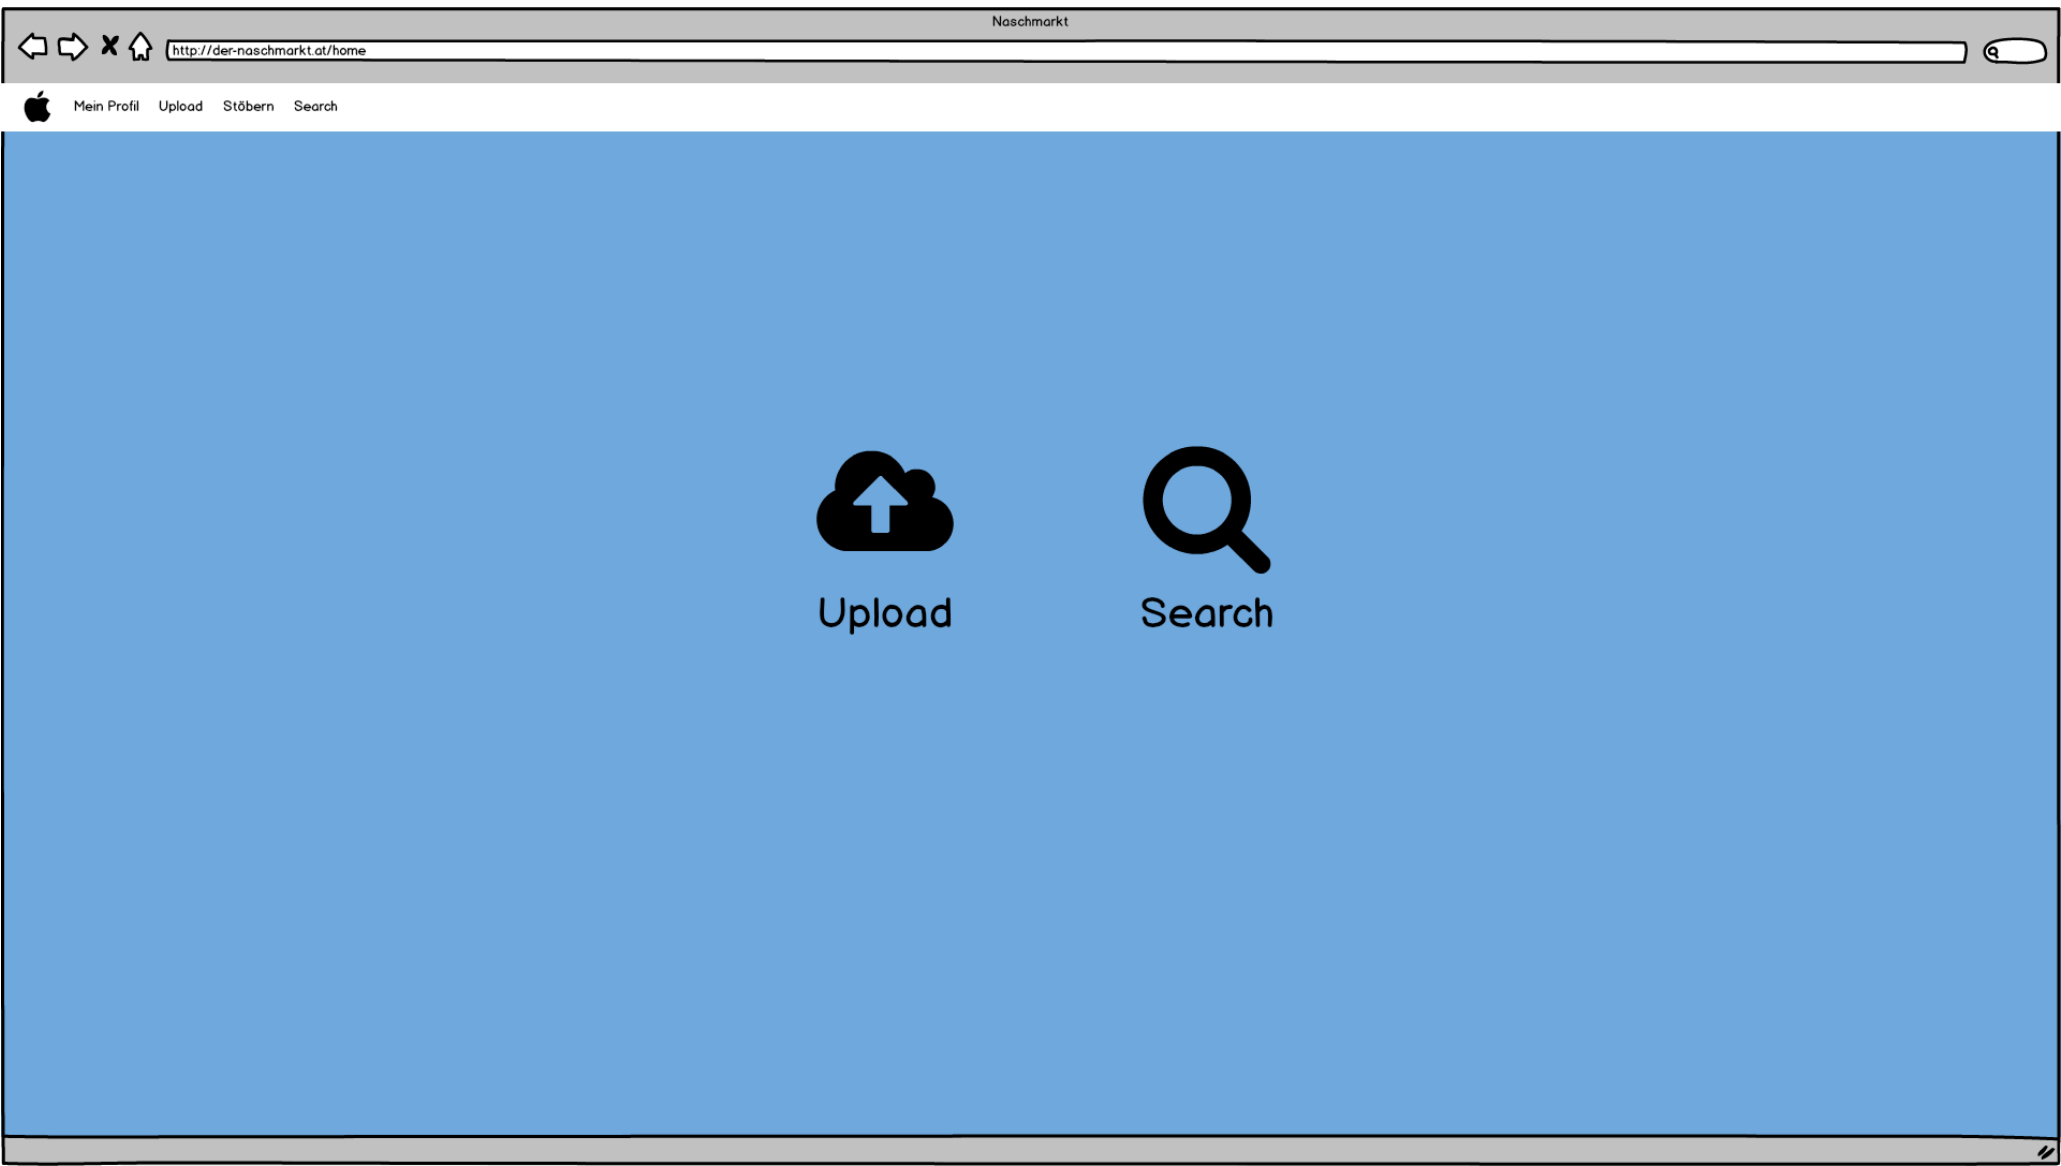 Naschmarkt
http://der-naschmarkt.at/home
Mein Profil Upload Stöbern Search
Upload Search